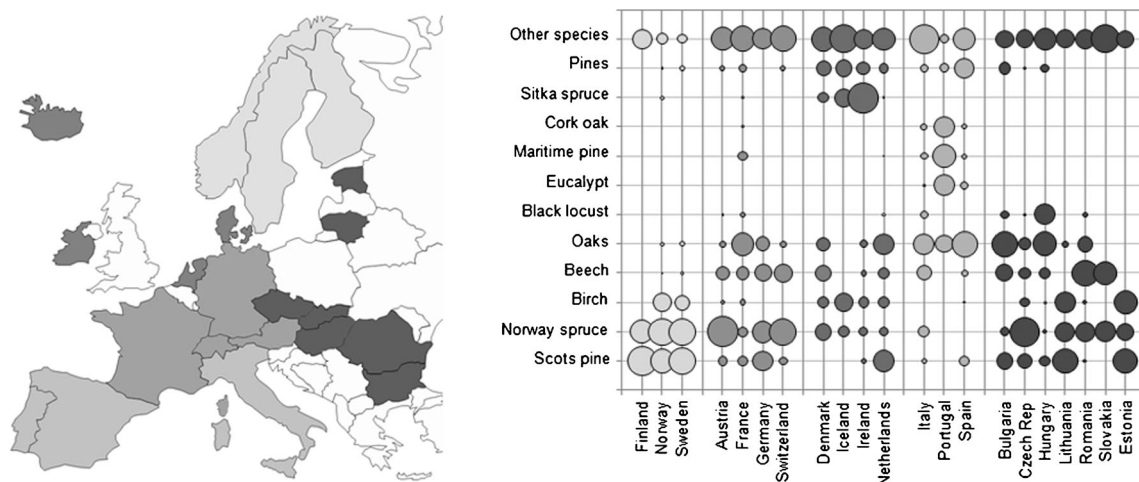 Other species
Pines
Sitka spruce
Cork oak
Maritime pine
Eucalypt
Black locust
Oaks
Beech
Birch
Norway spruce
Scots pine
Finland
Norway
Sweden
Austria
France
Germany
Switzerland
Denmark
Iceland
Ireland
Netherlands
Italy
Portugal
Spain
Bulgaria
Czech Rep
Hungary
Lithuania
Romania
Slovakia
Estonia